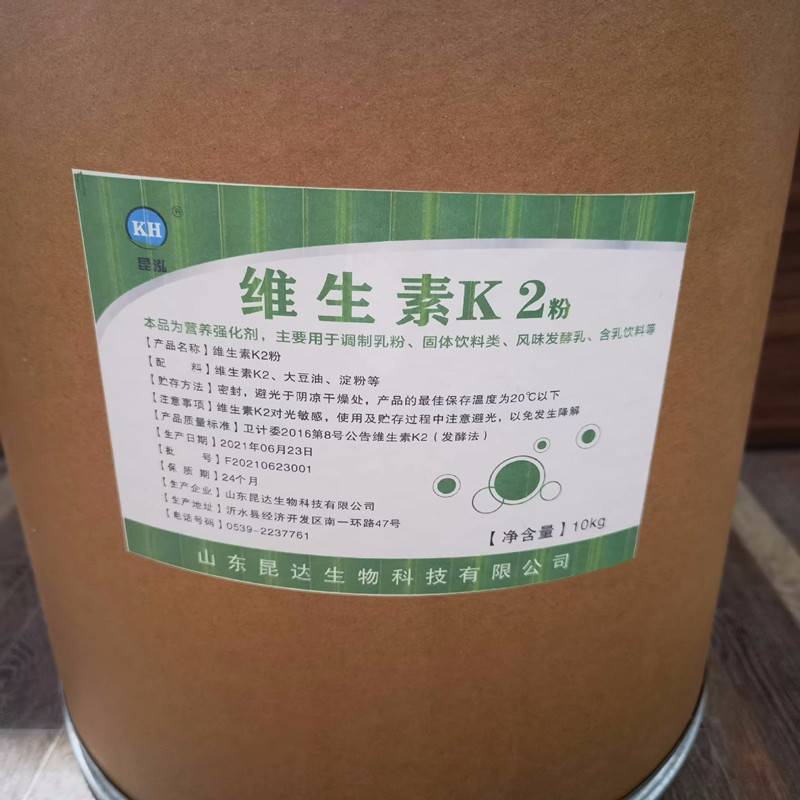 KH
®
昆泓
维生素K2粉
本品为营养强化剂，主要用于调制乳粉、固体饮料类、风味发酵乳、含乳饮料等
【产品名称】维生素K2粉
【配 料】维生素K2、大豆油、淀粉等
【贮存方法】密封，避光于阴凉干燥处，产品的最佳保存温度为20℃以下
【注意事项】维生素K2对光敏感，使用及贮存过程中注意避光，以免发生降解
【产品质量标准】卫计委2016第8号公告维生素K2（发酵法）
【生产日期】2021年06月23日
【批 号】F20210623001
【保 质 期】24个月
【生产企业】山东昆达生物科技有限公司
【生产地址】沂水县经济开发区南一环路47号
【电话号码】0539-2237761
【净含量】10kg
山东昆达生物科技有限公司